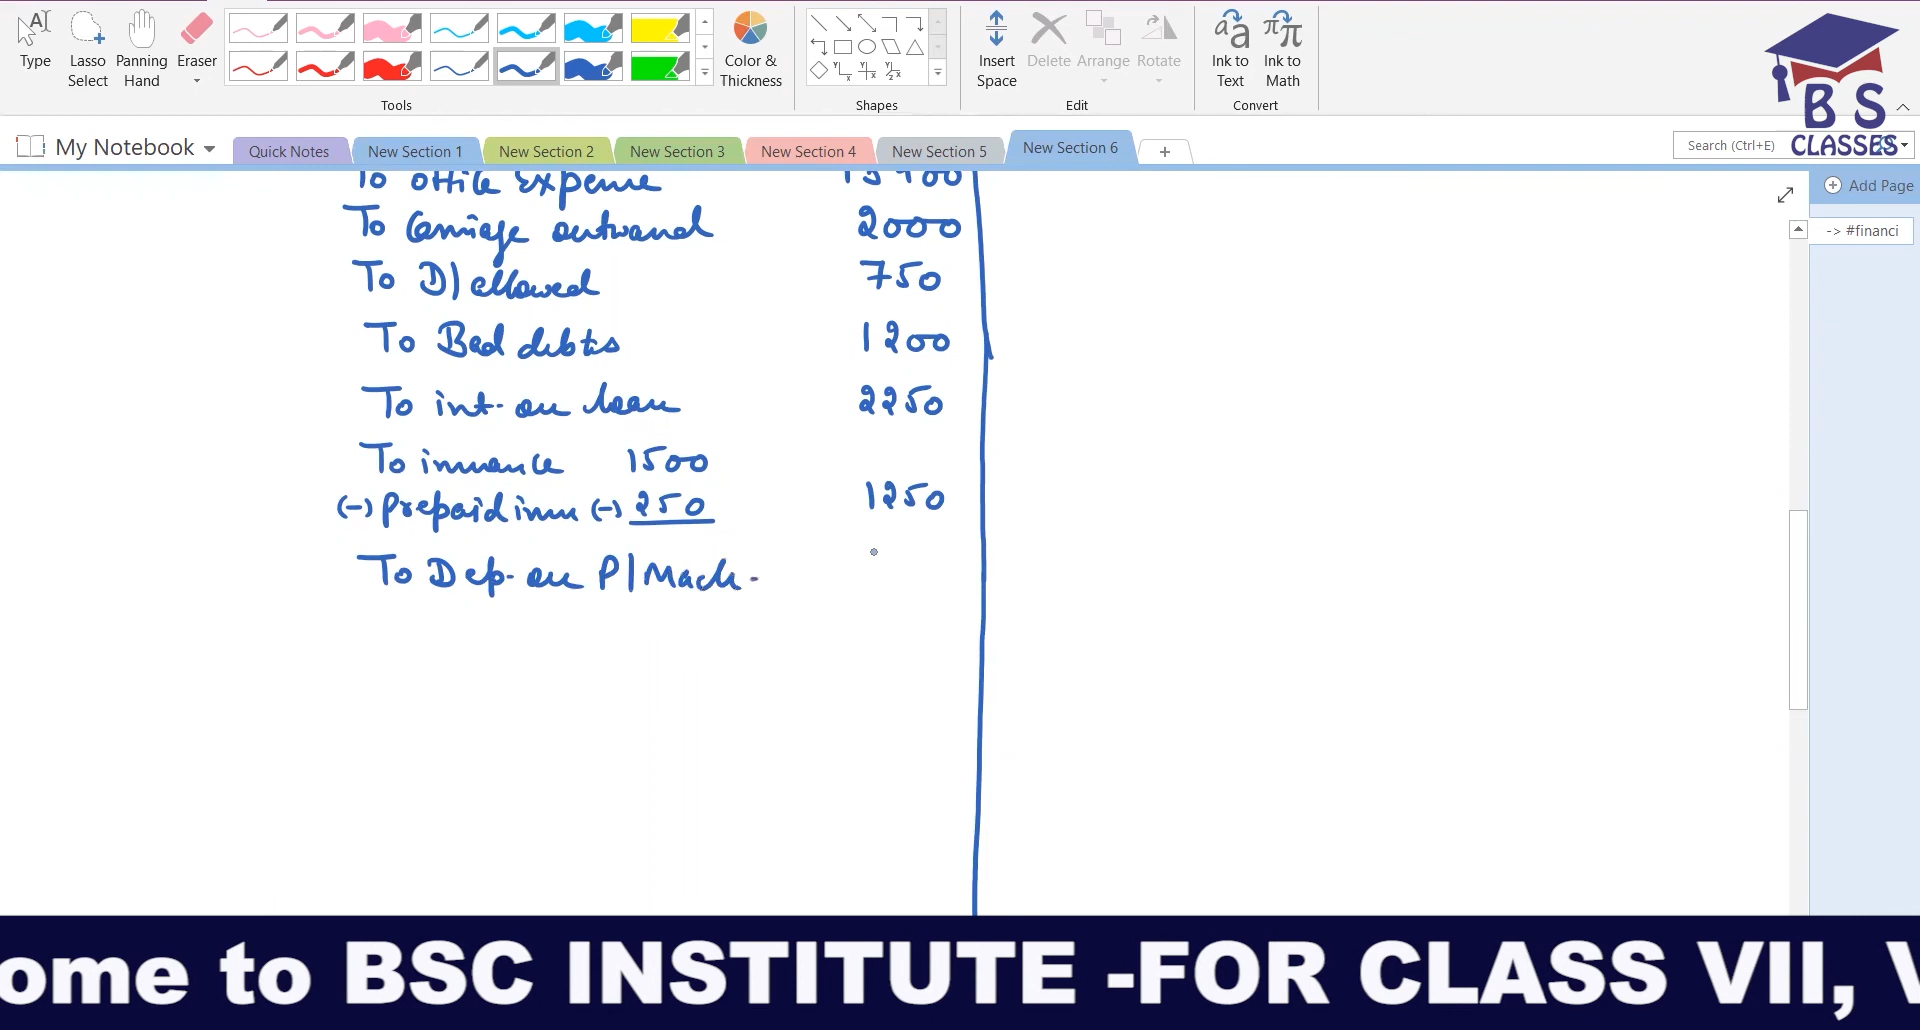 Type
Lasso Select
Panning Hand
Eraser
Color & Thickness
Insert Space
Delete
Arrange
Rotate
Ink to Text
Ink to Math
Tools
Shapes
Edit
Convert
BS CLASSES
My Notebook
Quick Notes
New Section 1
New Section 2
New Section 3
New Section 4
New Section 5
New Section 6
+
Search (Ctrl+E)
Add Page
-> #financi
To office Expense
To Carriage outward 2000
To D/allowed 750
To Bad debts 1200
To int. on loan 2250
To insurance 1500
(-) Prepaid insu (-) 250 1250
To Dep. on P/Mach.
ome to BSC INSTITUTE -FOR CLASS VII, V